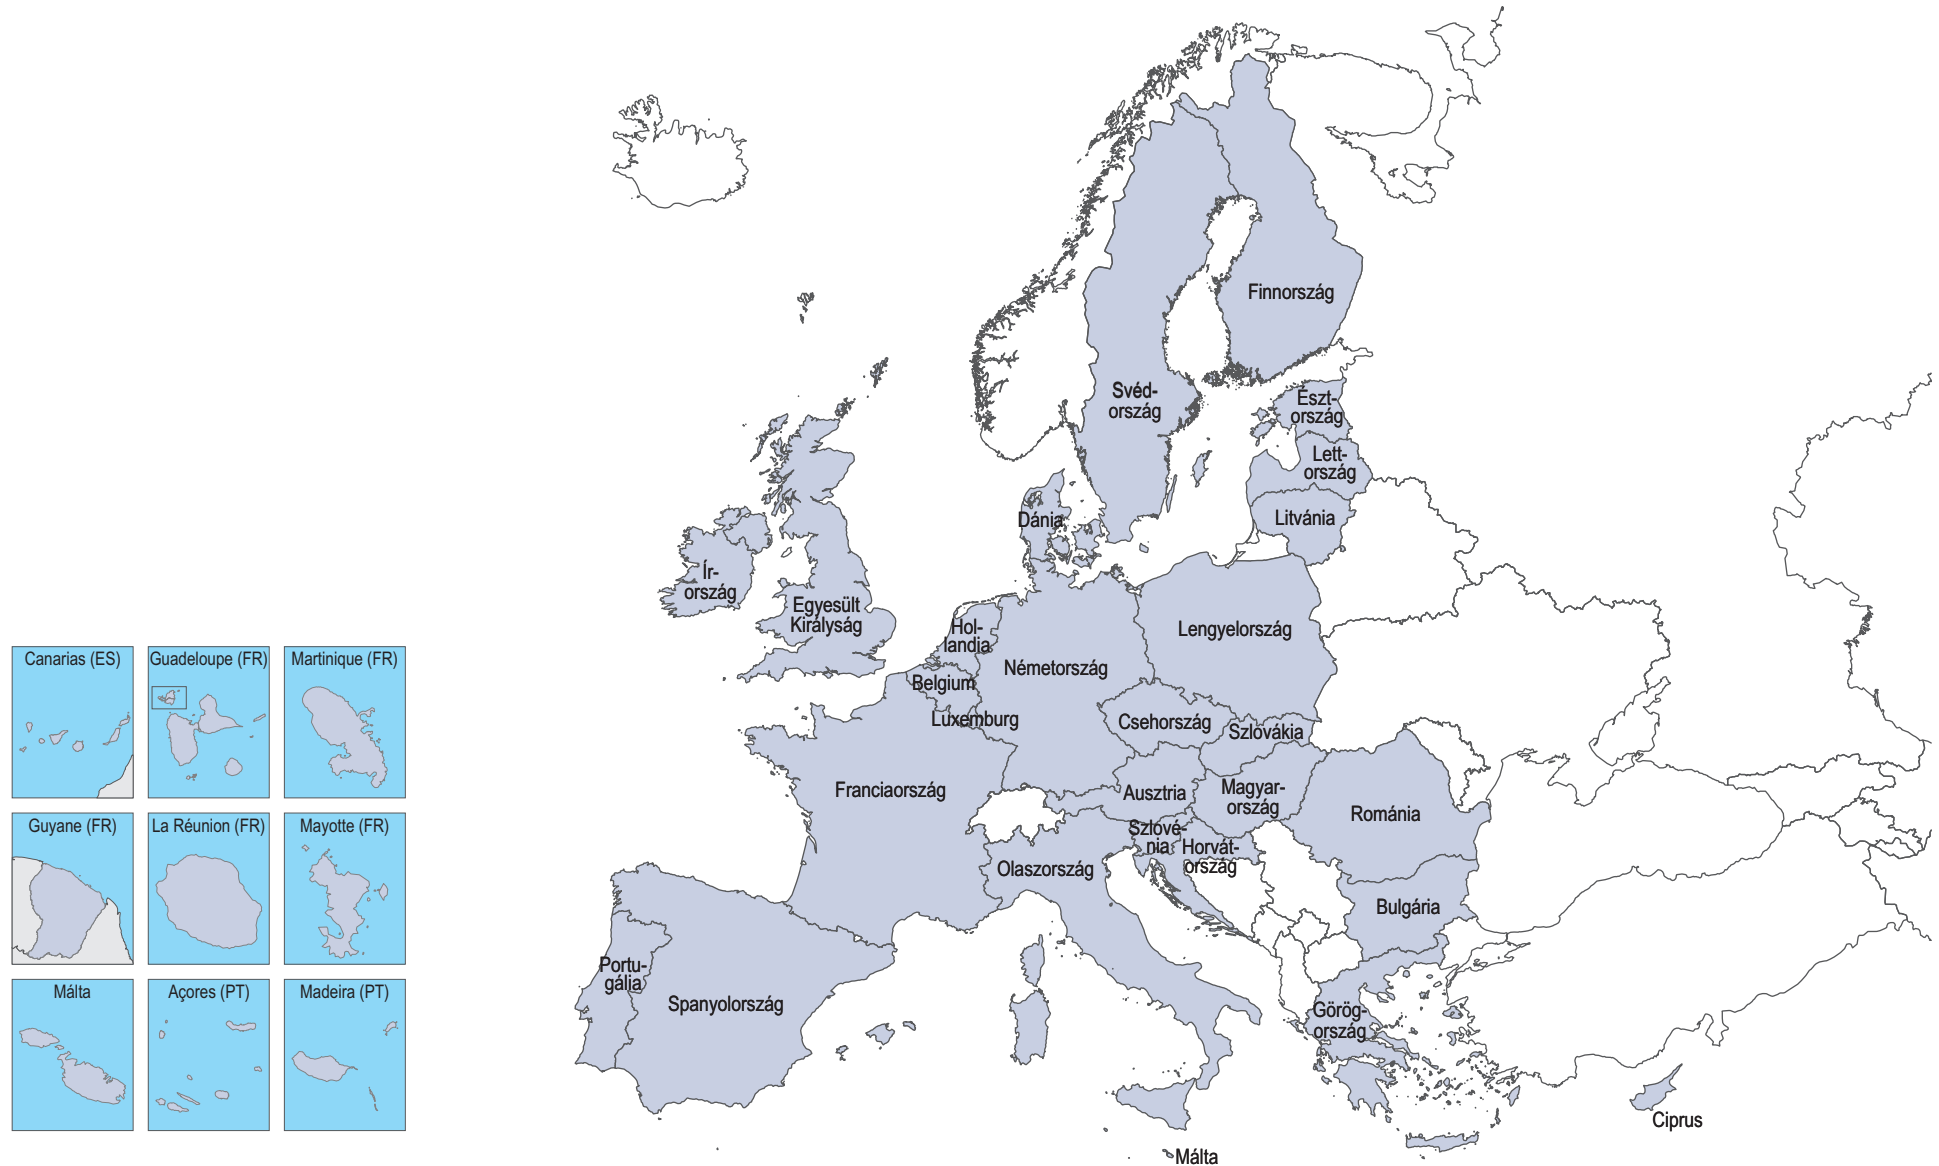 Finnország
Svéd-
ország
Észt-
ország
Lett-
ország
Litvánia
Dánia
Ír-
ország
Egyesült
Királyság
Hol-
landia
Lengyelország
Németország
Belgium
Luxemburg
Csehország
Szlovákia
Franciaország
Ausztria
Magyar-
ország
Románia
Szlové-
nia
Horvát-
ország
Olaszország
Bulgária
Portu-
gália
Spanyolország
Görög-
ország
Ciprus
Málta
Canarias (ES)
Guadeloupe (FR)
Martinique (FR)
Guyane (FR)
La Réunion (FR)
Mayotte (FR)
Málta
Açores (PT)
Madeira (PT)